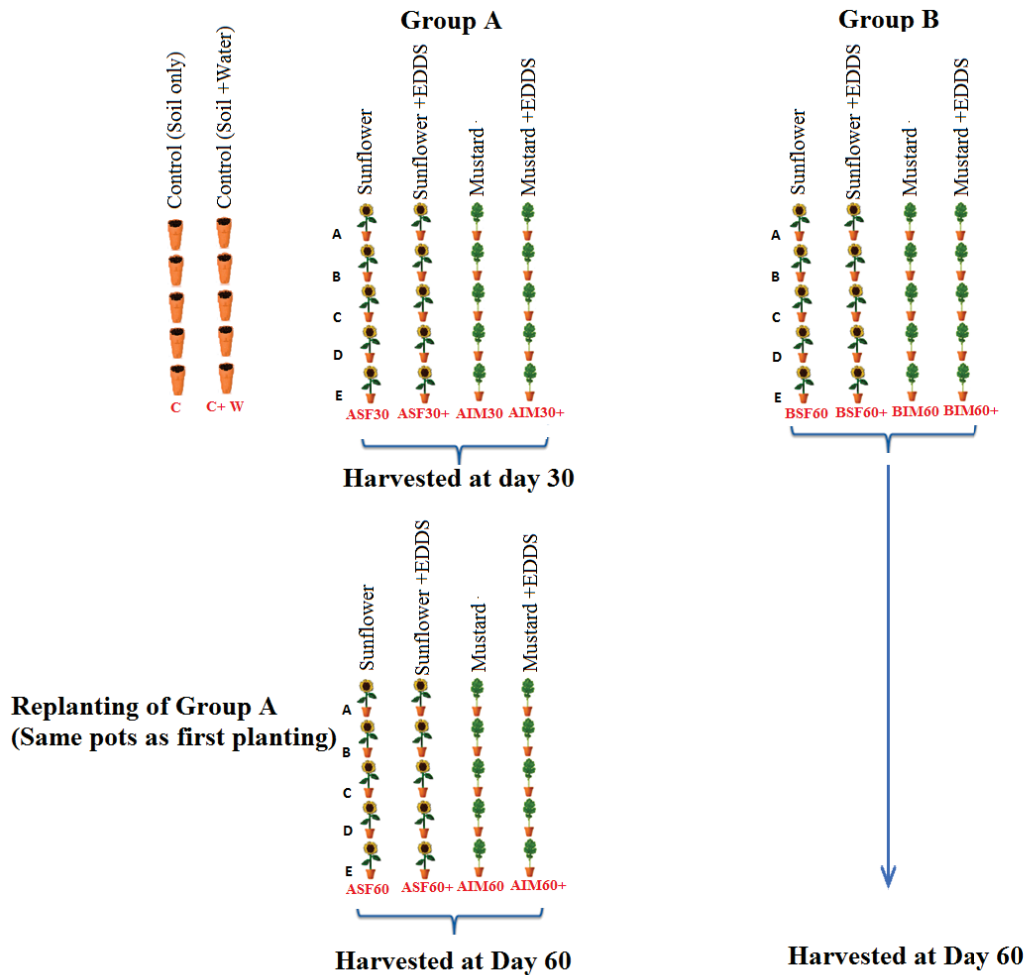 Group A
Group B
Control (Soil only)
Control (Soil +Water)
Sunflower
Sunflower +EDDS
Mustard
Mustard +EDDS
Sunflower
Sunflower +EDDS
Mustard
Mustard +EDDS
A
B
C
D
E
A
B
C
D
E
C
C+ W
ASF30
ASF30+
AIM30
AIM30+
BSF60
BSF60+
BIM60
BIM60+
Harvested at day 30
Sunflower
Sunflower +EDDS
Mustard
Mustard +EDDS
Replanting of Group A
(Same pots as first planting)
A
B
C
D
E
ASF60
ASF60+
AIM60
AIM60+
Harvested at Day 60
Harvested at Day 60